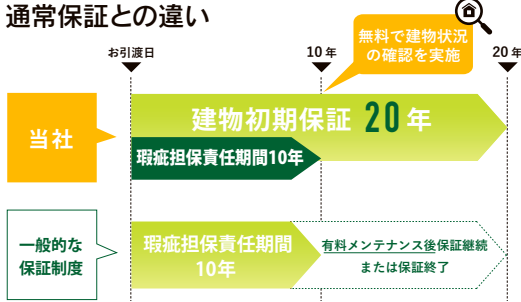 通常保証との違い
お引渡日
10年
20年
無料で建物状況
の確認を実施
当社
建物初期保証 20年
瑕疵担保責任期間10年
一般的な
保証制度
瑕疵担保責任期間
10年
有料メンテナンス後保証継続
または保証終了